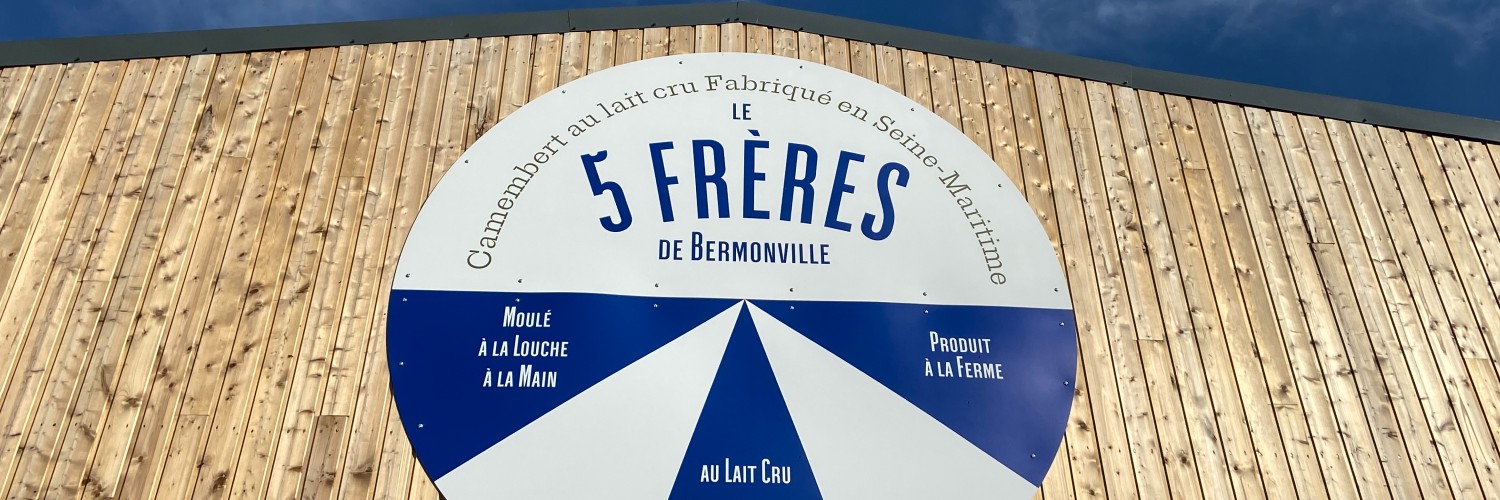 Camembert au lait cru Fabriqué en Seine-Maritime
LE
5 FRÈRES
DE BERMONVILLE
MOULÉ
À LA LOUCHE
À LA MAIN
PRODUIT
À LA FERME
AU LAIT CRU